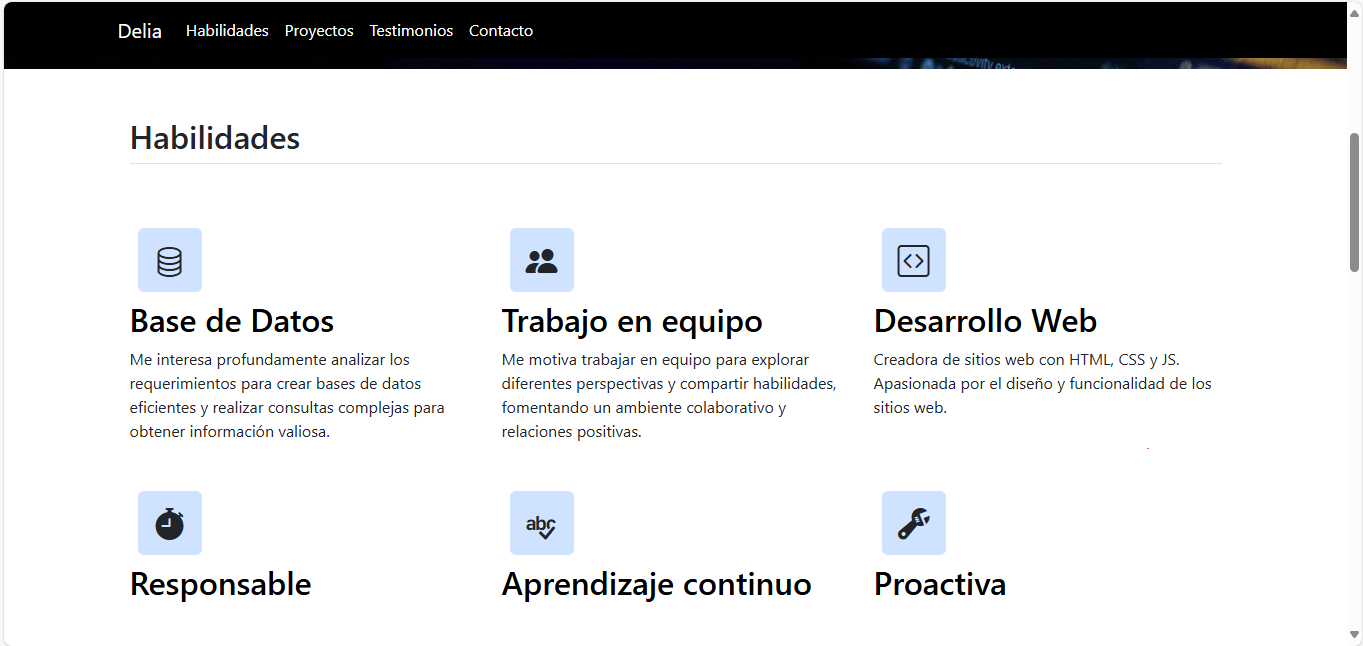 Delia Habilidades Proyectos Testimonios Contacto
Habilidades
Base de Datos
Me interesa profundamente analizar los
requerimientos para crear bases de datos
eficientes y realizar consultas complejas para
obtener información valiosa.
Trabajo en equipo
Me motiva trabajar en equipo para explorar
diferentes perspectivas y compartir habilidades,
fomentando un ambiente colaborativo y
relaciones positivas.
Desarrollo Web
Creadora de sitios web con HTML, CSS y JS.
Apasionada por el diseño y funcionalidad de los
sitios web.
Responsable
abc
Aprendizaje continuo
Proactiva